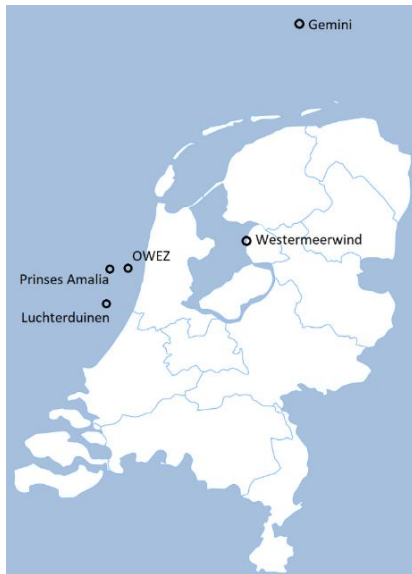 Gemini
Westermeerwind
OWEZ
Prinses Amalia
Luchterduinen